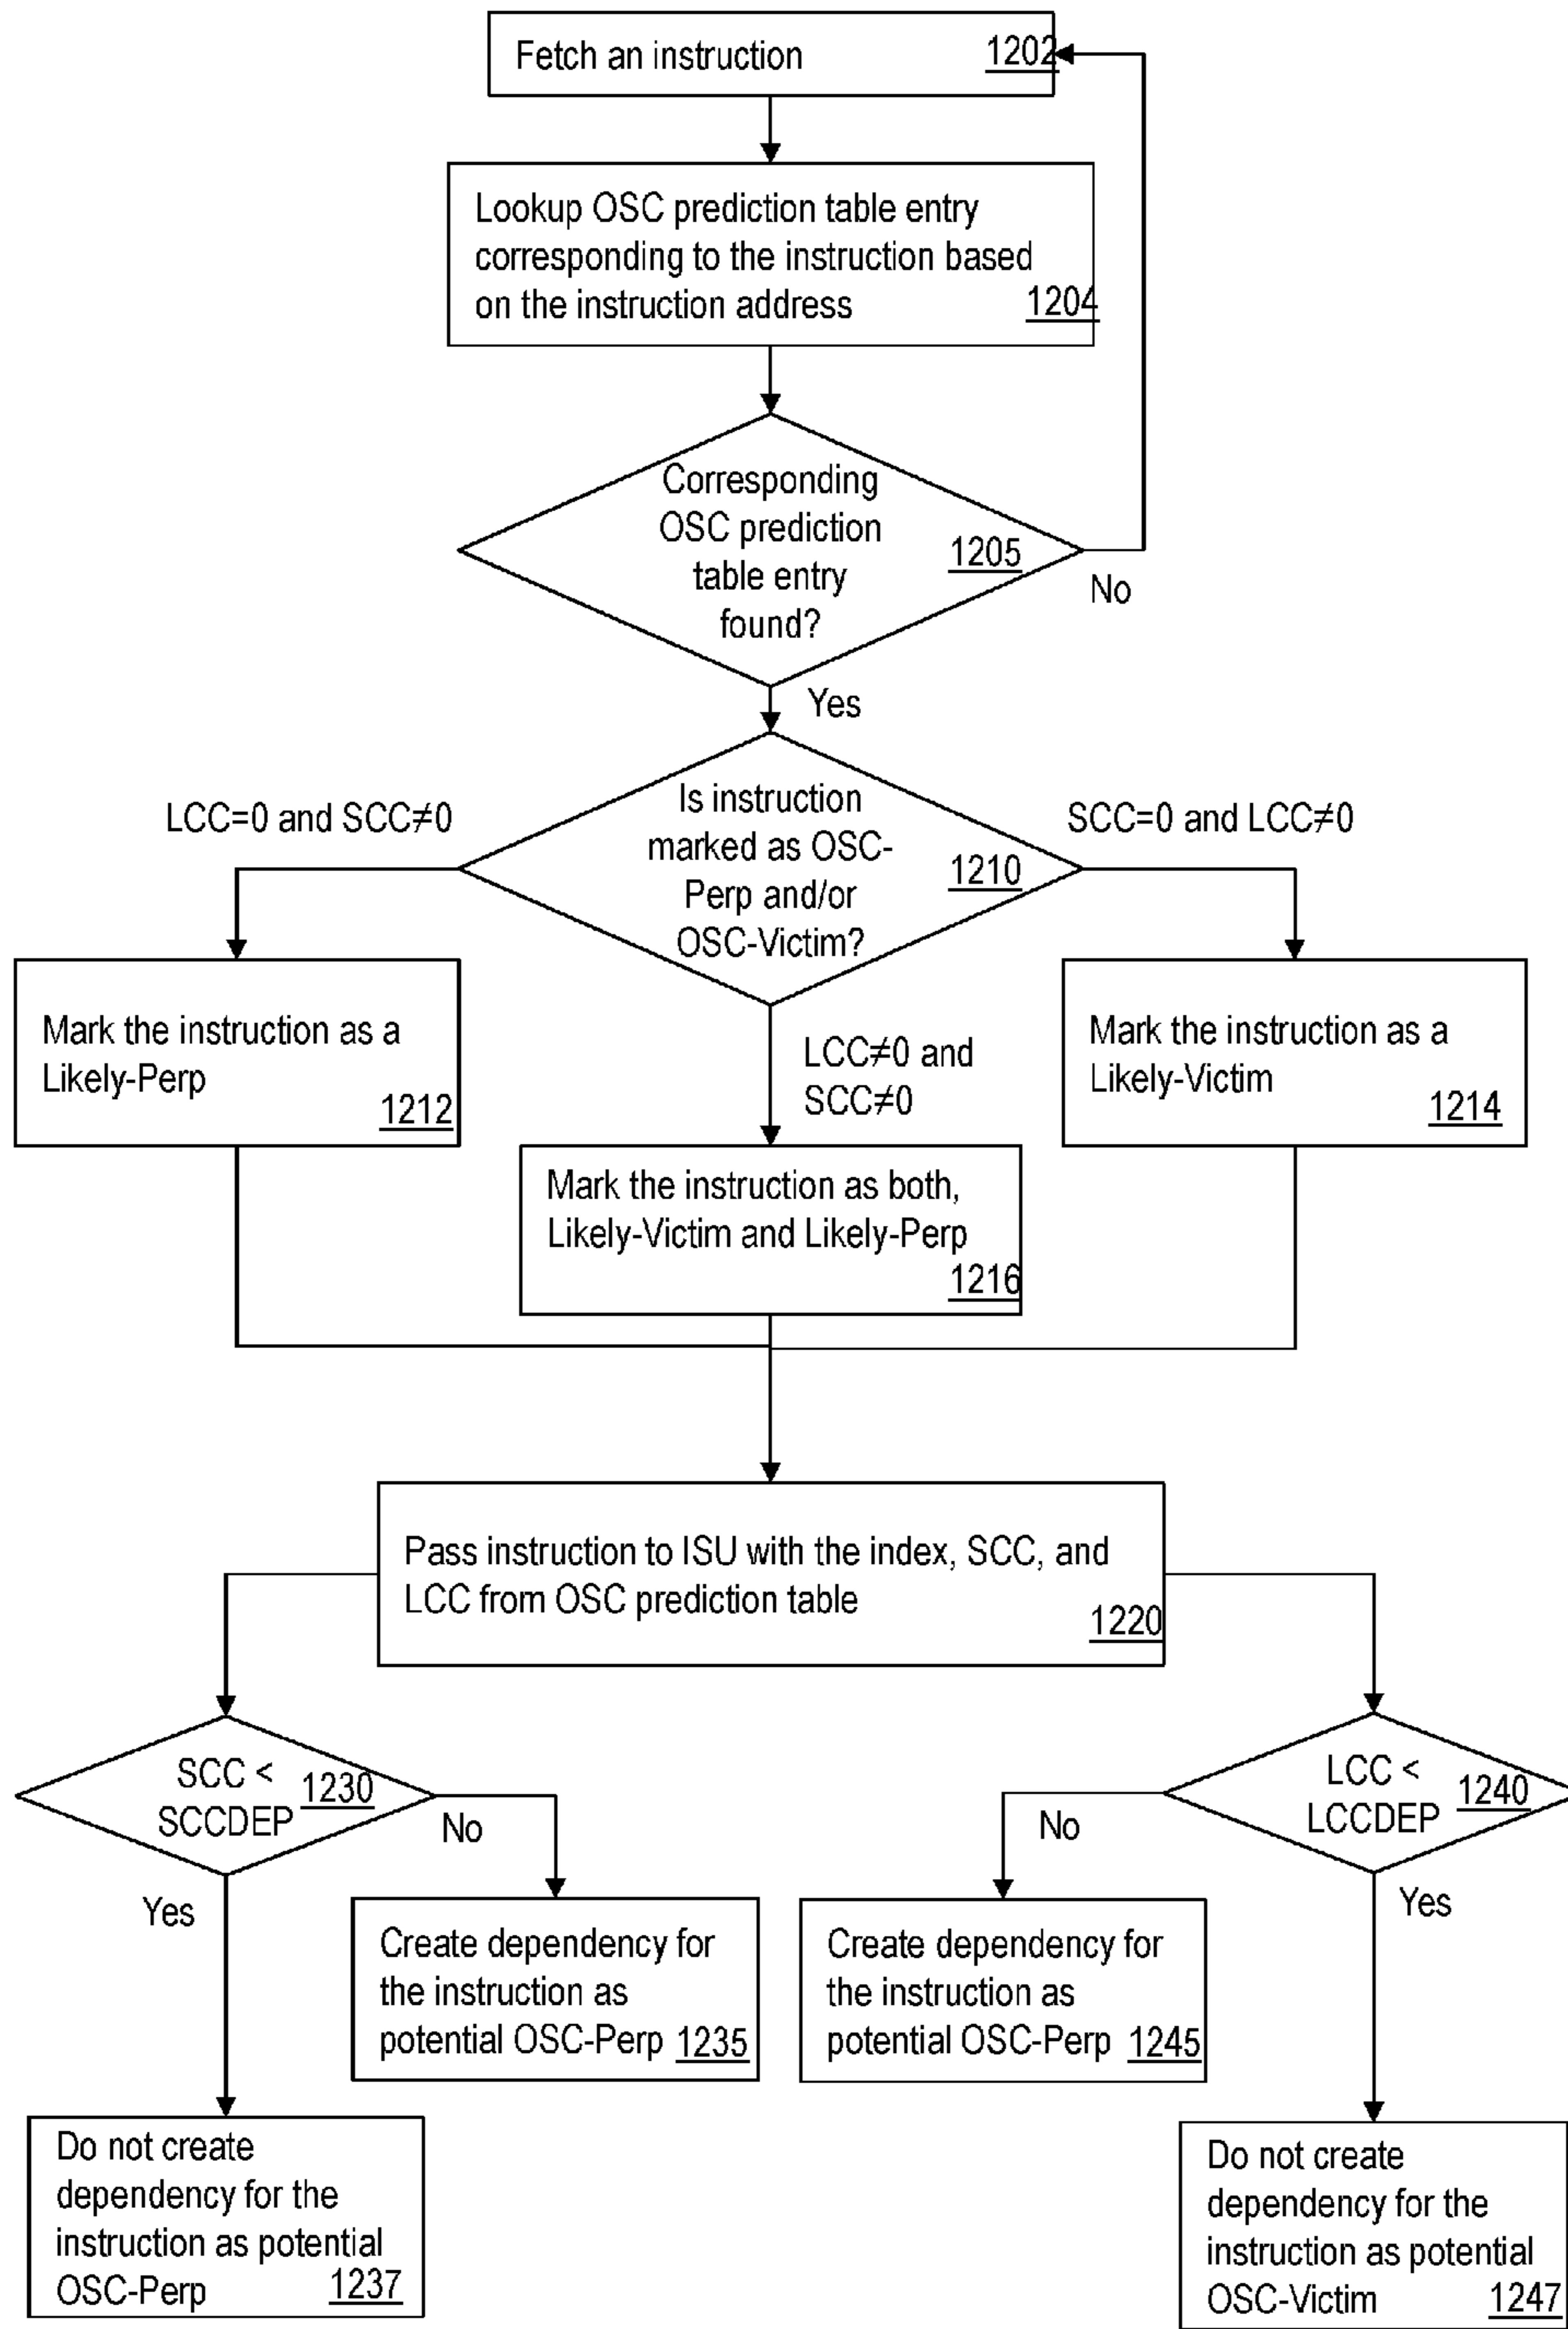 Fetch an instruction 1202
Lookup OSC prediction table entry
corresponding to the instruction based
on the instruction address 1204
Corresponding
OSC prediction
table entry
found?
1205
No
Yes
LCC=0 and SCC≠0
Is instruction
marked as OSC-
Perp and/or
OSC-Victim?
1210
SCC=0 and LCC≠0
Mark the instruction as a
Likely-Perp
1212
LCC≠0 and
SCC≠0
Mark the instruction as a
Likely-Victim
1214
Mark the instruction as both,
Likely-Victim and Likely-Perp
1216
Pass instruction to ISU with the index, SCC, and
LCC from OSC prediction table
1220
SCC <
SCCDEP
1230
No
Yes
LCC <
LCCDEP
1240
No
Yes
Create dependency for
the instruction as
potential OSC-Perp 1235
Create dependency for
the instruction as
potential OSC-Perp 1245
Do not create
dependency for the
instruction as potential
OSC-Perp 1237
Do not create
dependency for the
instruction as potential
OSC-Victim 1247